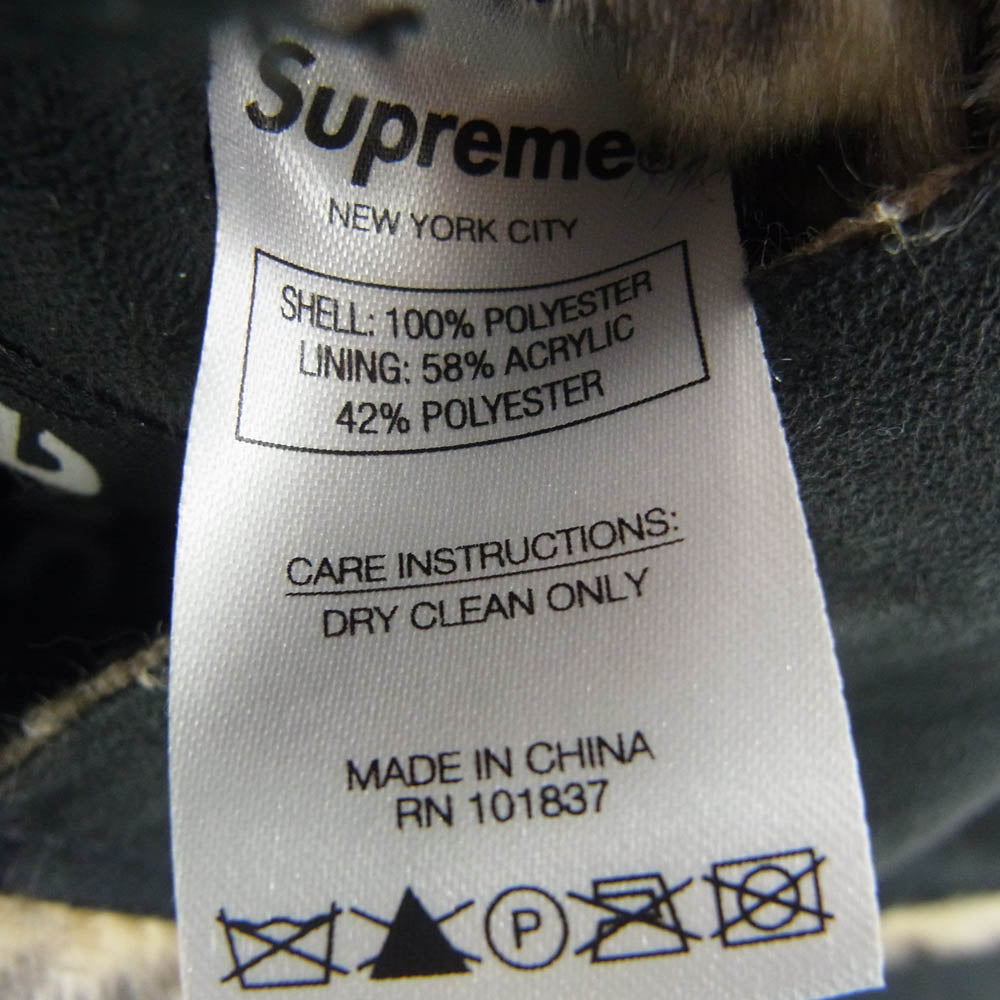 Supreme®
NEW YORK CITY
SHELL: 100% POLYESTER
LINING: 58% ACRYLIC
42% POLYESTER
CARE INSTRUCTIONS:
DRY CLEAN ONLY
MADE IN CHINA
RN 101837
P